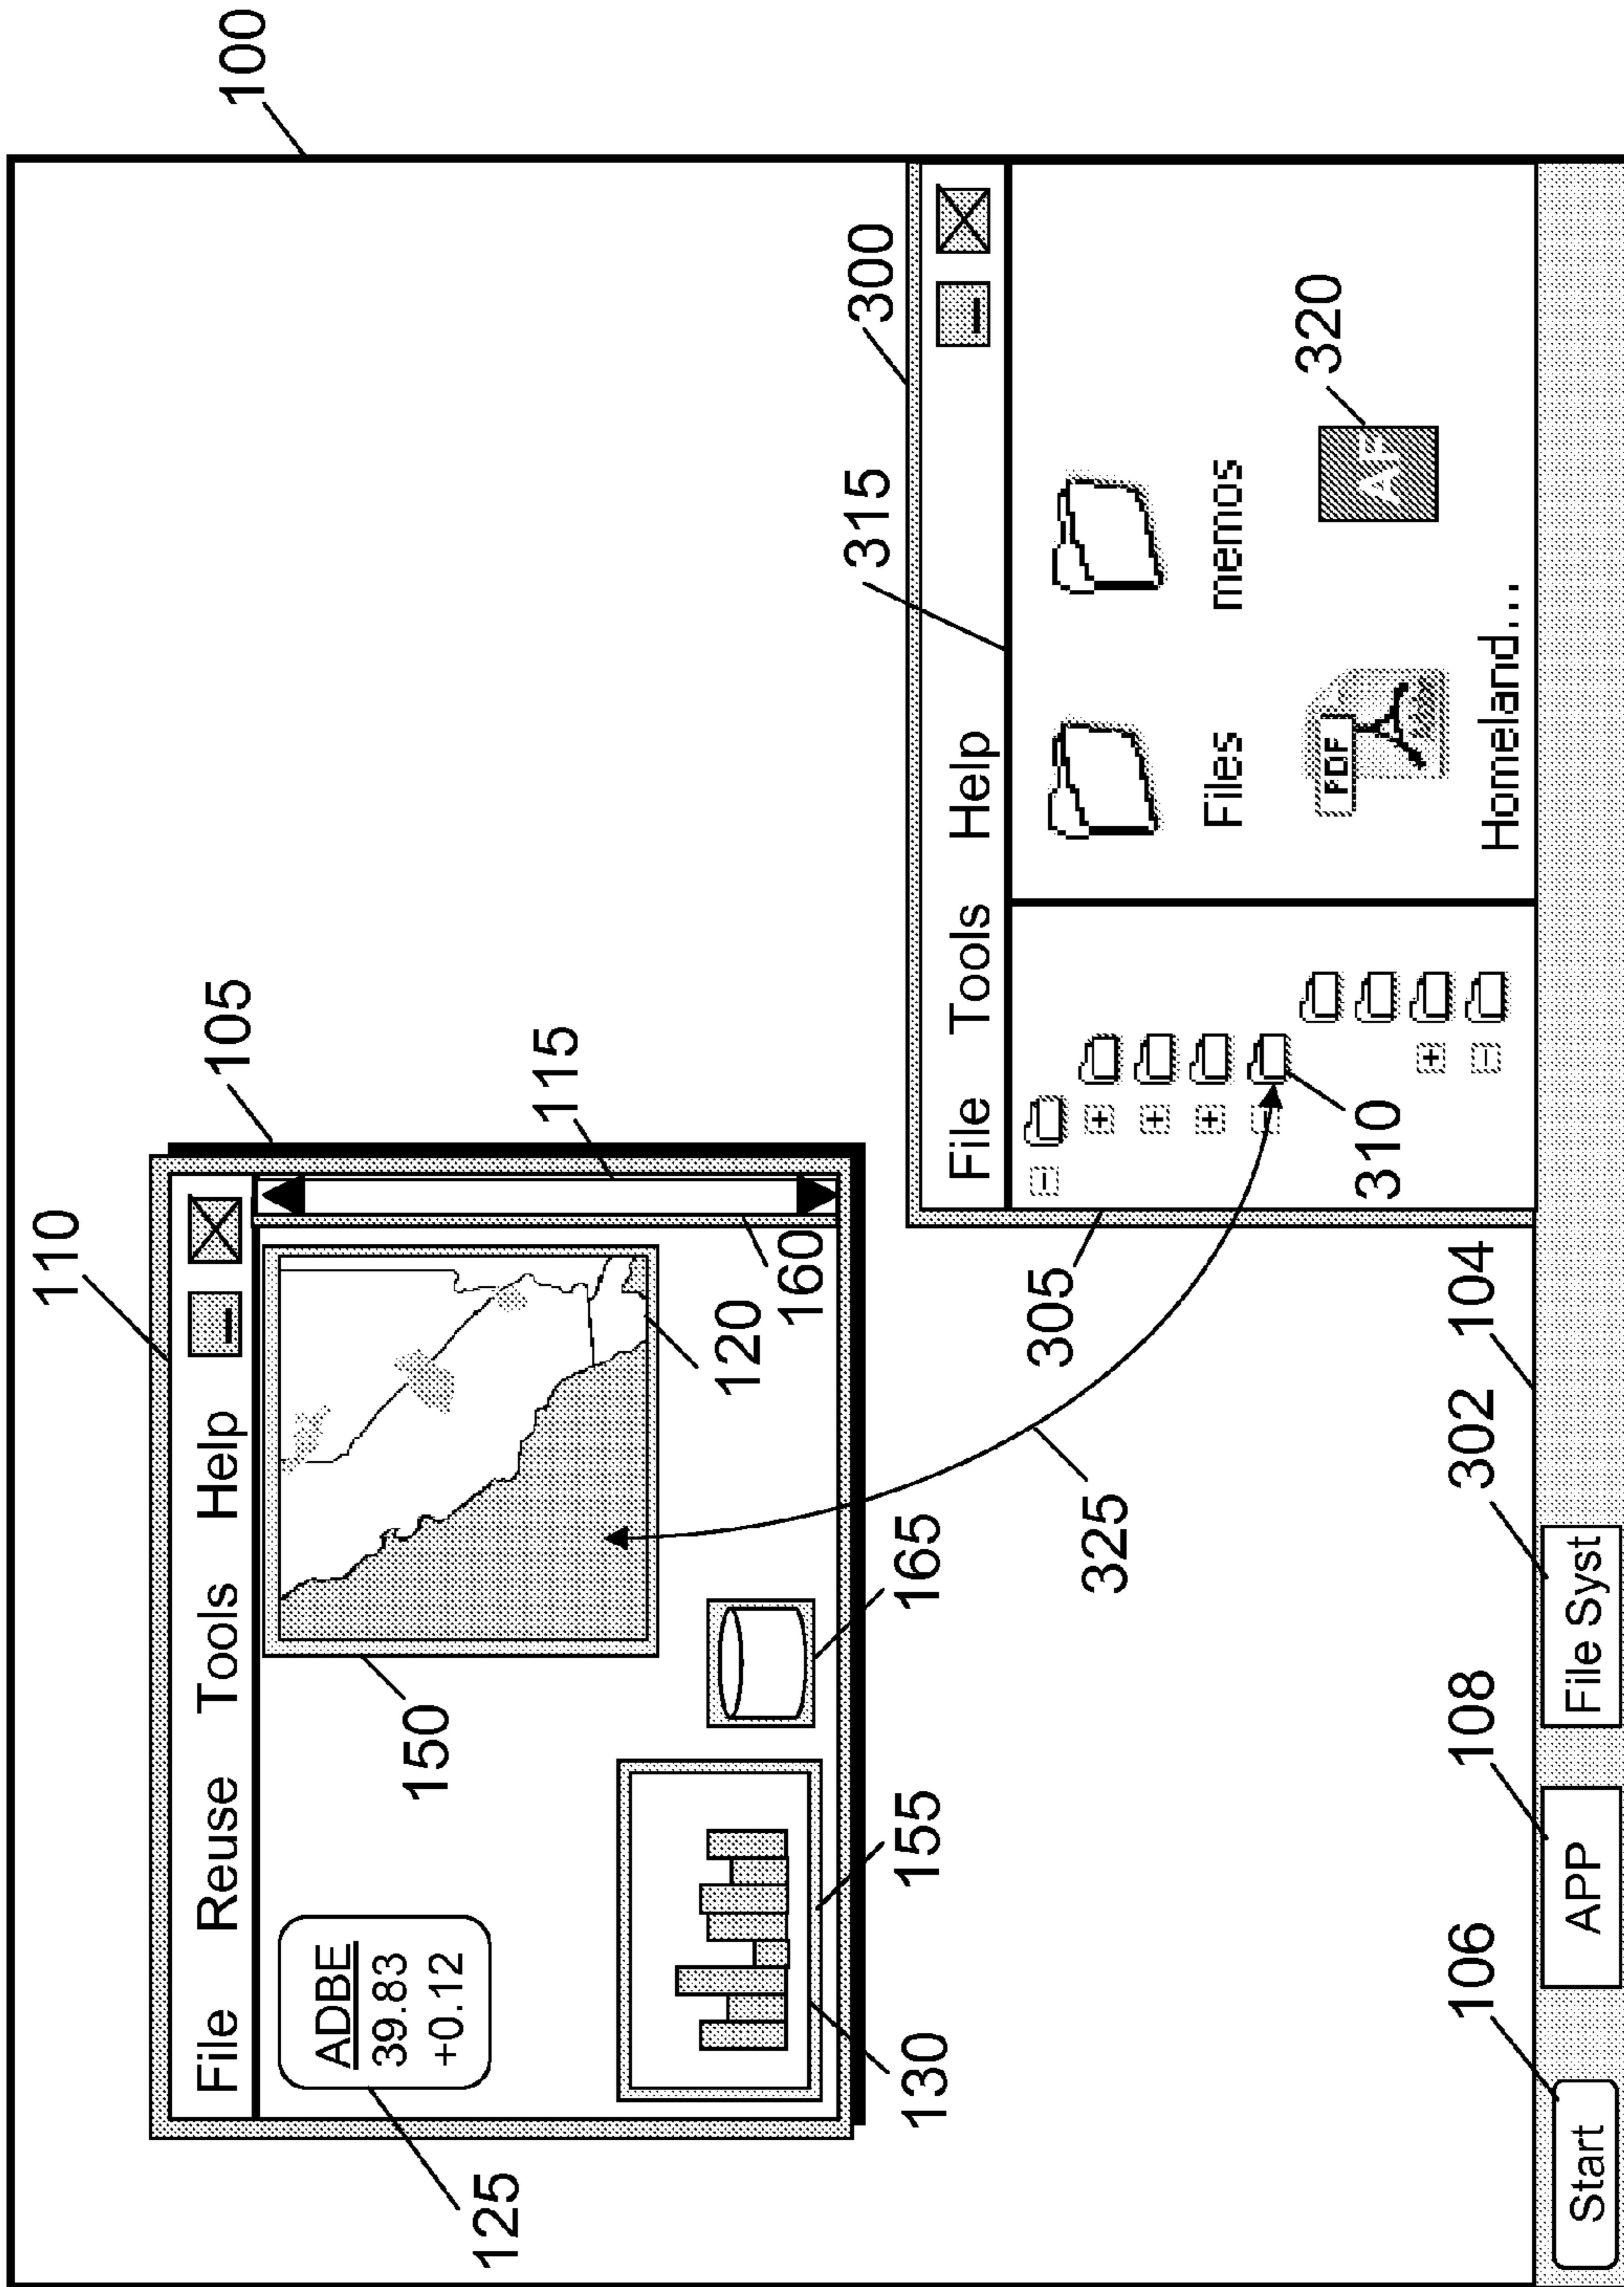 100
110
105
File Reuse Tools Help
115
125
ADBE
39.83
+0.12
150
120
160
130
155
165
325
315
300
File Tools Help
305
310
Files
memos
PDF
AF
320
Homeland...
106
108
302
104
Start
APP
File Syst